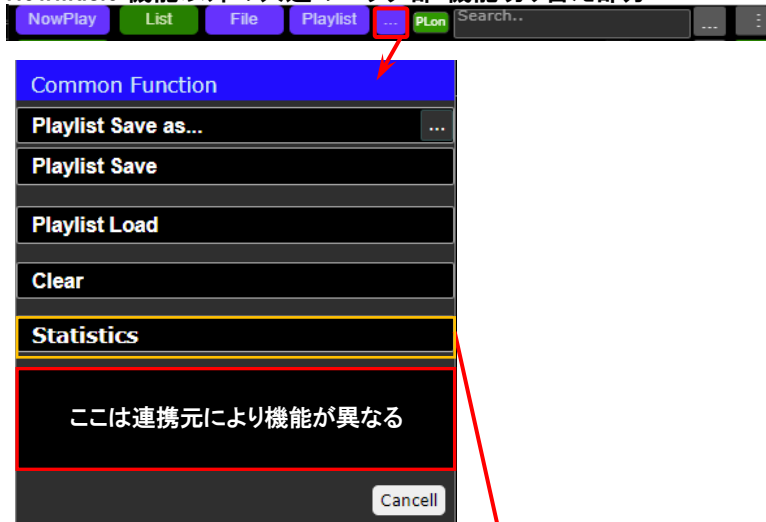 NowPlay List File Playlist ... PLon Search.. ... ⋮
Common Function
Playlist Save as... ...
Playlist Save
Playlist Load
Clear
Statistics
ここは連携元により機能が異なる
Cancell